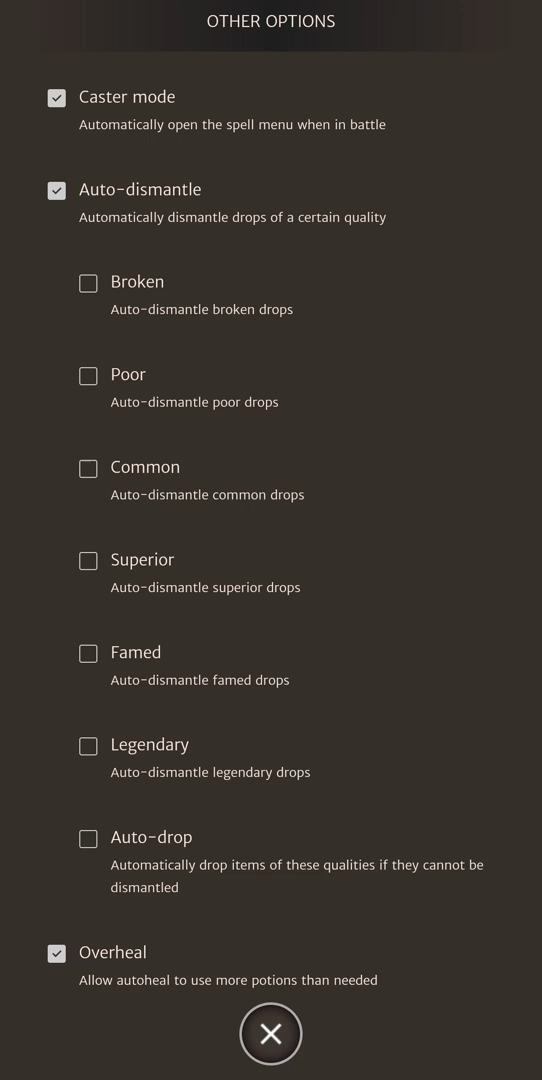 OTHER OPTIONS
Caster mode
Automatically open the spell menu when in battle
Auto-dismantle
Automatically dismantle drops of a certain quality
Broken
Auto-dismantle broken drops
Poor
Auto-dismantle poor drops
Common
Auto-dismantle common drops
Superior
Auto-dismantle superior drops
Famed
Auto-dismantle famed drops
Legendary
Auto-dismantle legendary drops
Auto-drop
Automatically drop items of these qualities if they cannot be
dismantled
Overheal
Allow autoheal to use more potions than needed